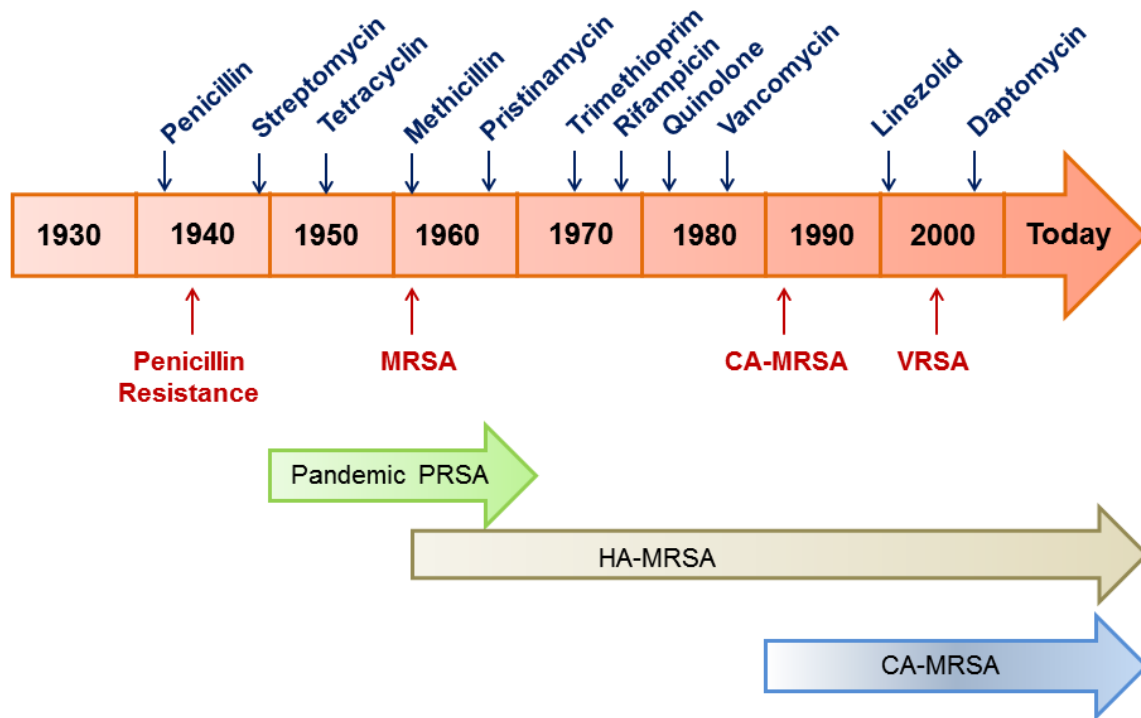 Penicillin
Streptomycin
Tetracyclin
Methicillin
Pristinamycin
Trimethioprim
Rifampicin
Quinolone
Vancomycin
Linezolid
Daptomycin
1930
1940
1950
1960
1970
1980
1990
2000
Today
Penicillin
Resistance
MRSA
CA-MRSA
VRSA
Pandemic PRSA
HA-MRSA
CA-MRSA